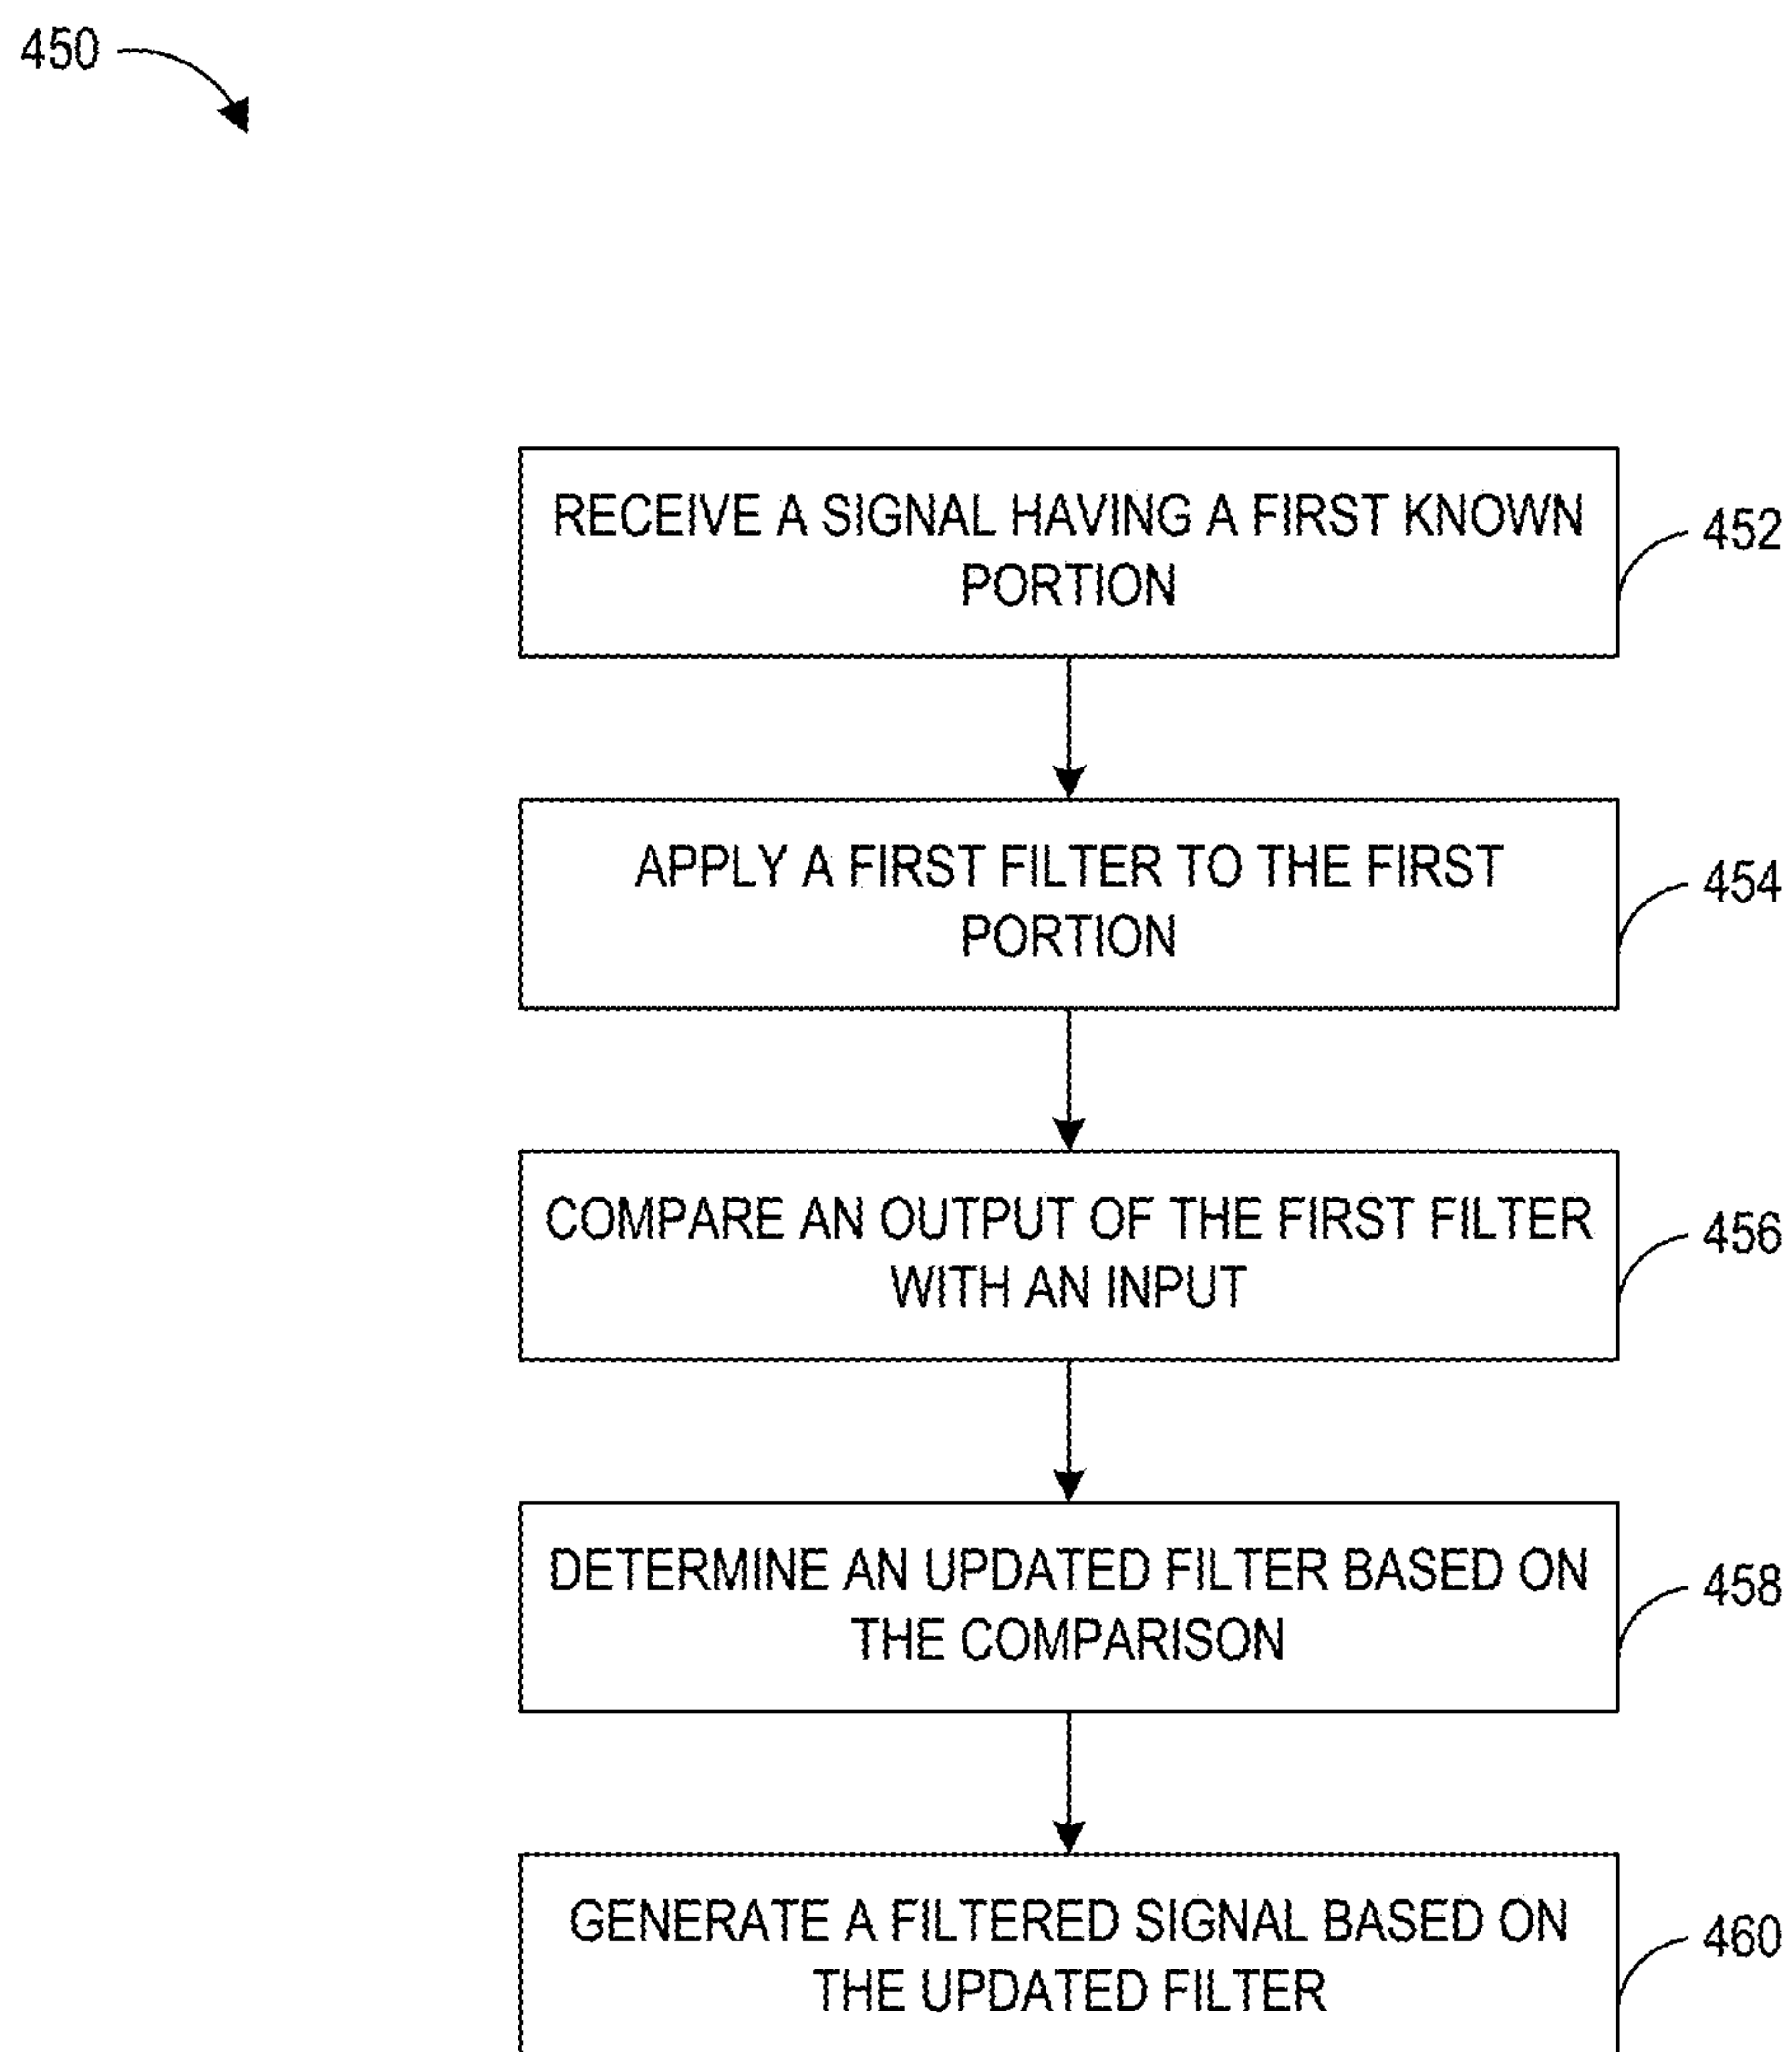 450
RECEIVE A SIGNAL HAVING A FIRST KNOWN
PORTION
452
APPLY A FIRST FILTER TO THE FIRST
PORTION
454
COMPARE AN OUTPUT OF THE FIRST FILTER
WITH AN INPUT
456
DETERMINE AN UPDATED FILTER BASED ON
THE COMPARISON
458
GENERATE A FILTERED SIGNAL BASED ON
THE UPDATED FILTER
460